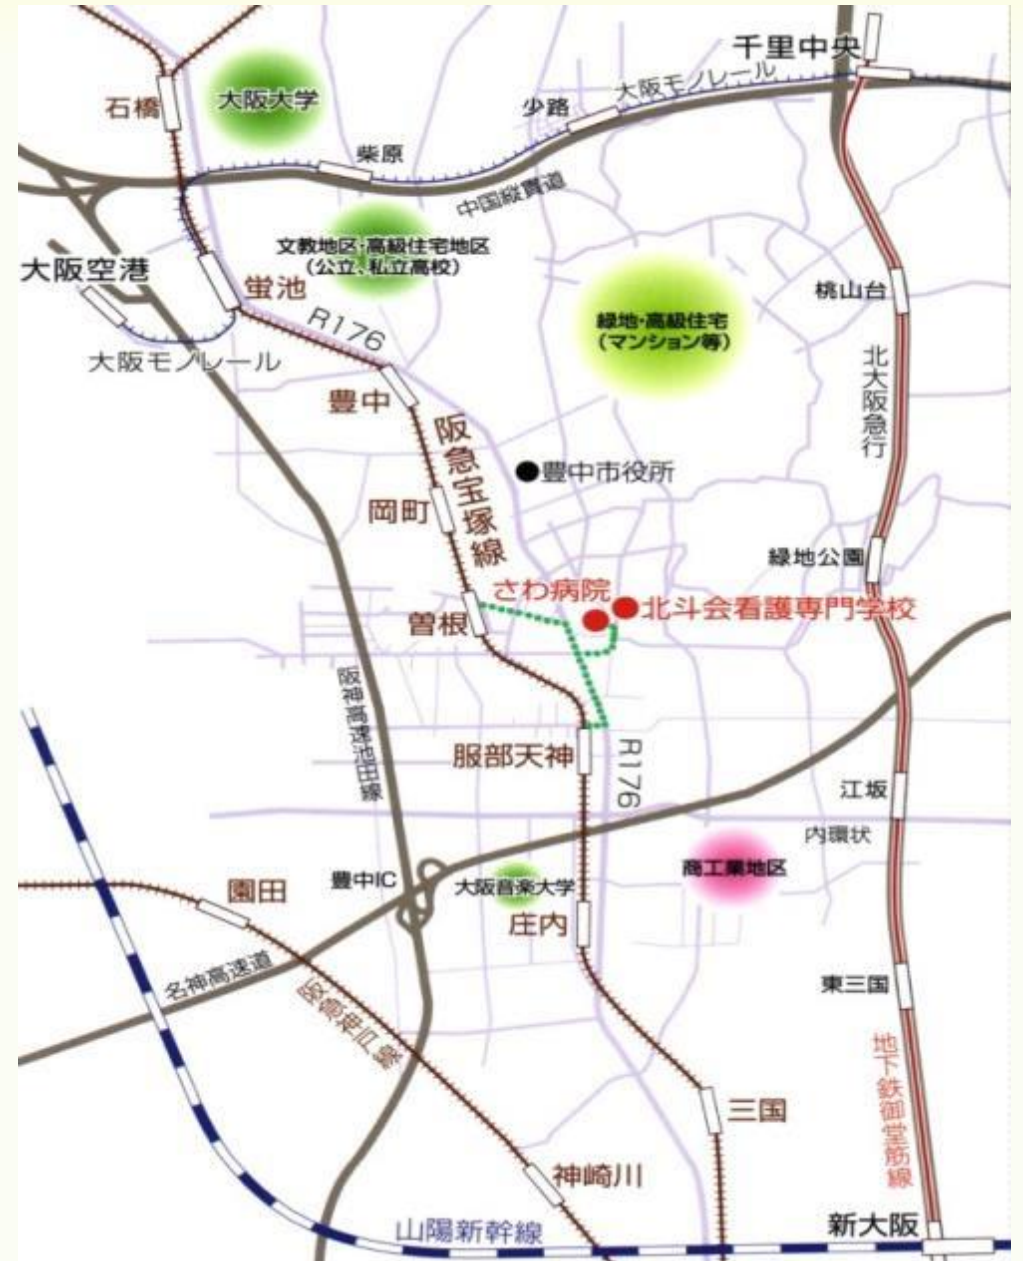 千里中央
大阪モノレール
石橋
大阪大学
少路
柴原
中国縦貫道
文教地区・高級住宅地区
(公立、私立高校)
大阪空港
蛍池
桃山台
緑地・高級住宅
(マンション等)
R176
大阪モノレール
北大阪急行
豊中
阪急宝塚線
豊中市役所
岡町
緑地公園
さわ病院
北斗会看護専門学校
曽根
阪神高速池田線
服部天神
R176
江坂
内環状
商工業地区
豊中IC
大阪音楽大学
園田
庄内
名神高速道
東三国
阪急神戸線
地下鉄御堂筋線
三国
神崎川
新大阪
山陽新幹線